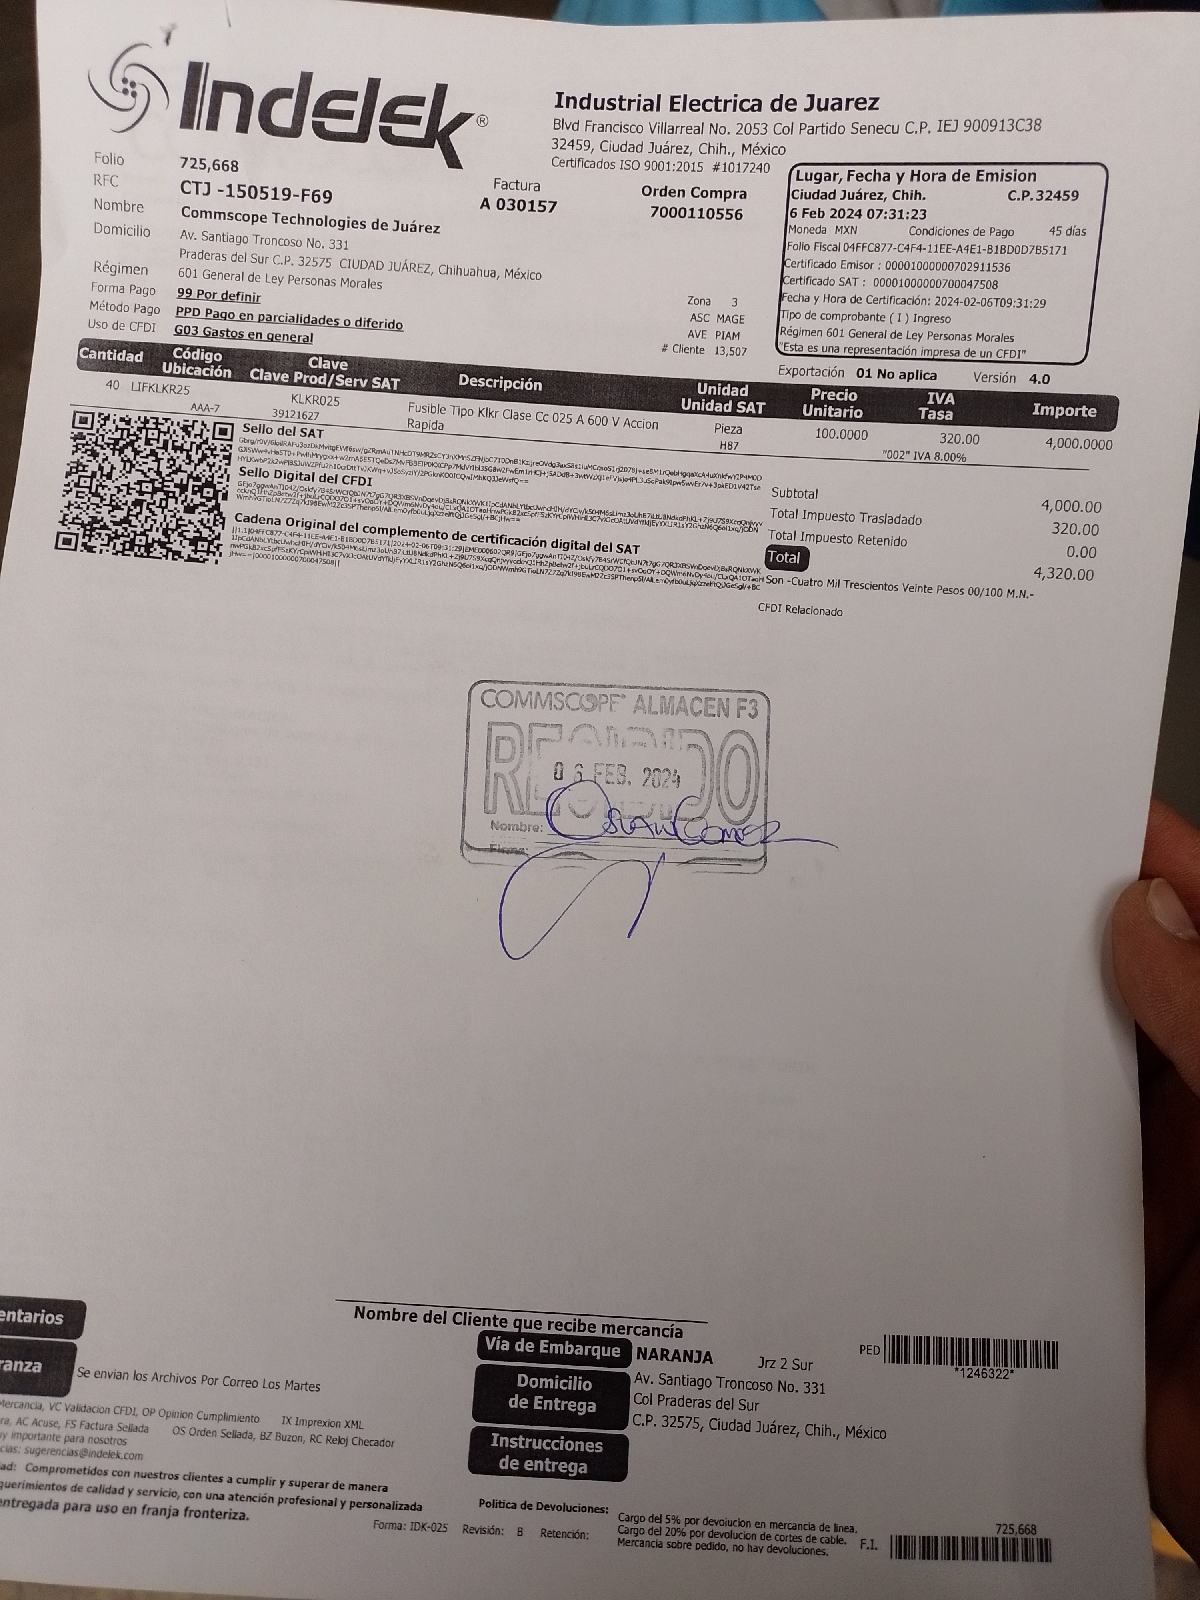 Indelek®
Industrial Electrica de Juarez
Blvd Francisco Villarreal No. 2053 Col Partido Senecu C.P. IEJ 900913C38
32459, Ciudad Juárez, Chih., México
Certificados ISO 9001:2015 #1017240
Folio 725,668
RFC CTJ -150519-F69
Nombre Commscope Technologies de Juárez
Domicilio Av. Santiago Troncoso No. 331
Praderas del Sur C.P. 32575 CIUDAD JUÁREZ, Chihuahua, México
Régimen 601 General de Ley Personas Morales
Forma Pago 99 Por definir
Método Pago PPD Pago en parcialidades o diferido
Uso de CFDI G03 Gastos en general
Factura
A 030157
Orden Compra
7000110556
Zona 3
ASC MAGE
AVE PIAM
# Cliente 13,507
Lugar, Fecha y Hora de Emision
Ciudad Juárez, Chih. C.P.32459
6 Feb 2024 07:31:23
Moneda MXN Condiciones de Pago 45 días
Folio Fiscal 04FFC877-C4F4-11EE-A4E1-B1BD0D7B5171
Certificado Emisor : 00001000000702911536
Certificado SAT : 00001000000700047508
Fecha y Hora de Certificación: 2024-02-06T09:31:29
Tipo de comprobante ( I ) Ingreso
Régimen 601 General de Ley Personas Morales
"Esta es una representación impresa de un CFDI"
Exportación 01 No aplica Versión 4.0
Cantidad Código Ubicación Clave Clave Prod/Serv SAT Descripción Unidad Unidad SAT Precio Unitario IVA Tasa Importe
40 LIFKLKR25 KLKR025 Fusible Tipo Klkr Clase Cc 025 A 600 V Accion Pieza 100.0000 320.00 4,000.0000
AAA-7 39121627 Rapida H87 "002" IVA 8.00%
Sello del SAT
Sello Digital del CFDI
Cadena Original del complemento de certificación digital del SAT
Subtotal 4,000.00
Total Impuesto Trasladado 320.00
Total Impuesto Retenido 0.00
Total 4,320.00
Son -Cuatro Mil Trescientos Veinte Pesos 00/100 M.N.-
CFDI Relacionado
COMMSCOPE ALMACEN F3
RECIBIDO
06 FEB. 2024
Nombre:
Firma:
Nombre del Cliente que recibe mercancía
entarios
ranza
Se envian los Archivos Por Correo Los Martes
Mercancia, VC Validacion CFDI, OP Opinion Cumplimiento IX Imprexion XML
ra, AC Acuse, FS Factura Sellada OS Orden Sellada, BZ Buzon, RC Reloj Checador
y importante para nosotros
cias: sugerencias@indelek.com
ad: Comprometidos con nuestros clientes a cumplir y superar de manera
querimientos de calidad y servicio, con una atención profesional y personalizada
entregada para uso en franja fronteriza.
Vía de Embarque NARANJA Jrz 2 Sur
Domicilio de Entrega
Av. Santiago Troncoso No. 331
Col Praderas del Sur
C.P. 32575, Ciudad Juárez, Chih., México
Instrucciones de entrega
PED
*1246322*
Forma: IDK-025 Revisión: B Retención:
Politica de Devoluciones:
Cargo del 5% por devolucion en mercancia de linea.
Cargo del 20% por devolucion de cortes de cable.
Mercancia sobre pedido, no hay devoluciones.
725,668
F.I.